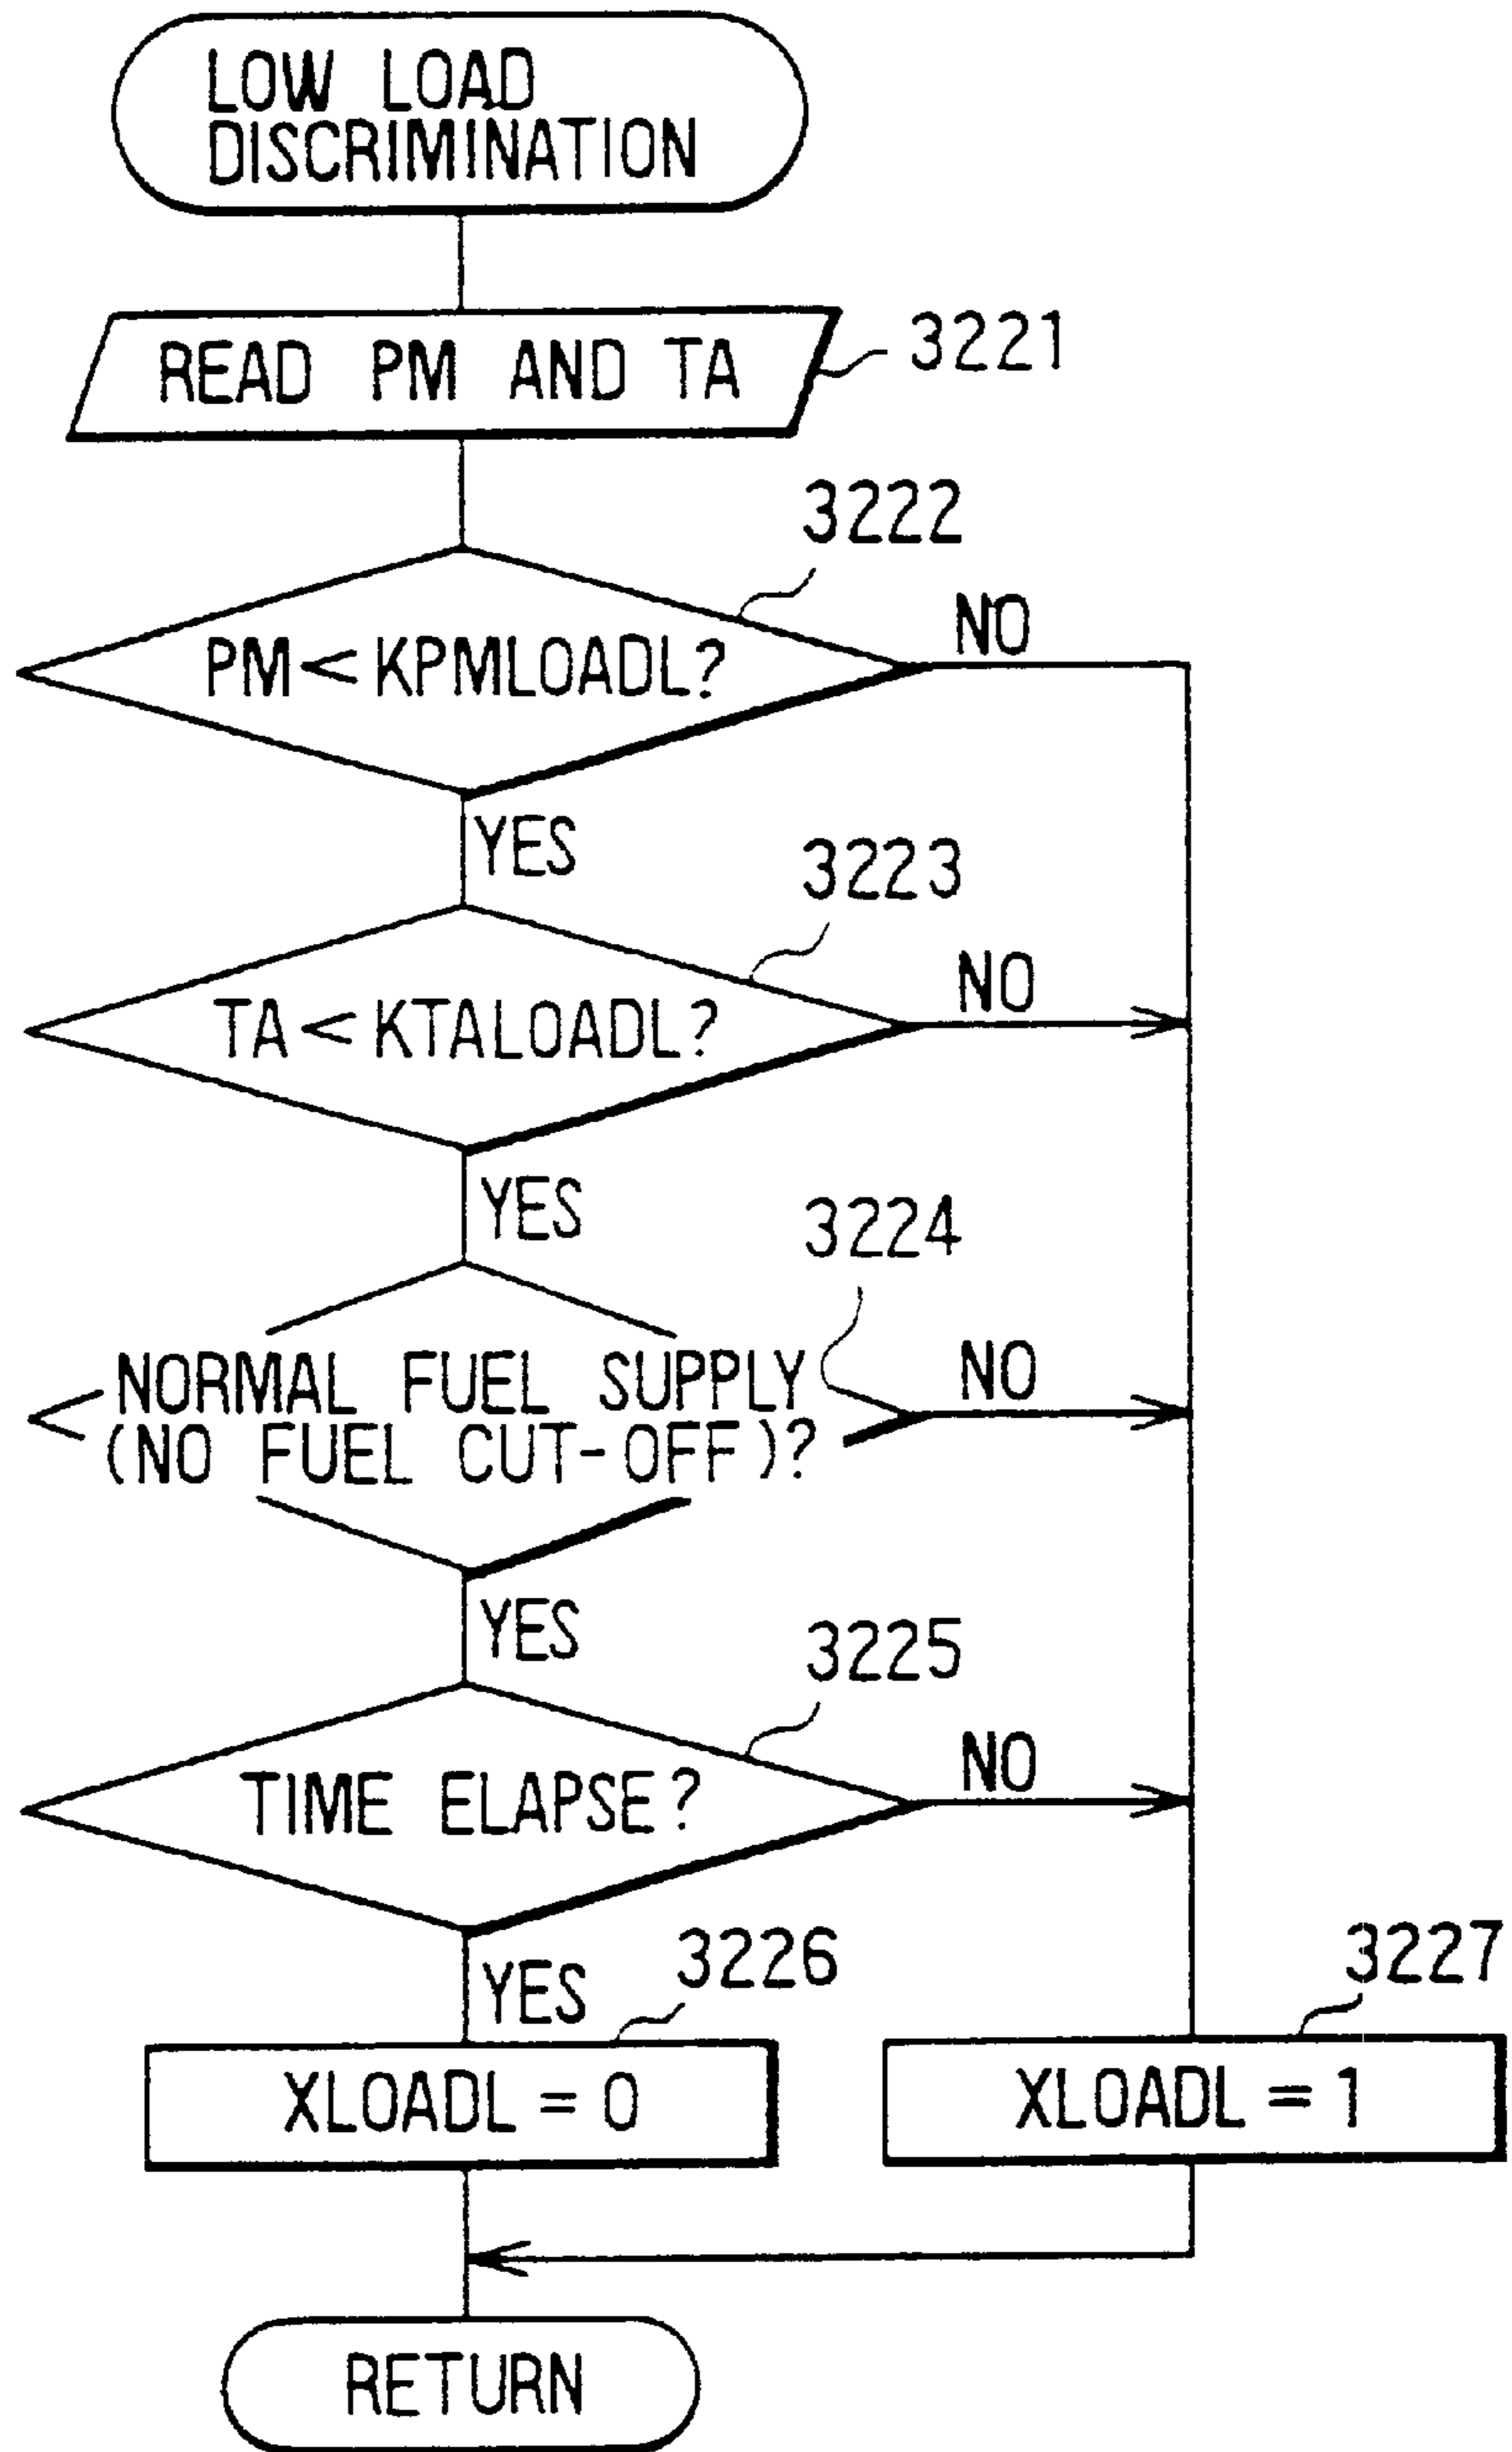 LOW LOAD
DISCRIMINATION
READ PM AND TA
3221
3222
PM < KPMLOADL?
NO
YES
3223
TA < KTALOADL?
NO
YES
3224
NORMAL FUEL SUPPLY
(NO FUEL CUT-OFF)?
NO
YES
3225
TIME ELAPSE?
NO
YES
3226
3227
XLOADL = 0
XLOADL = 1
RETURN